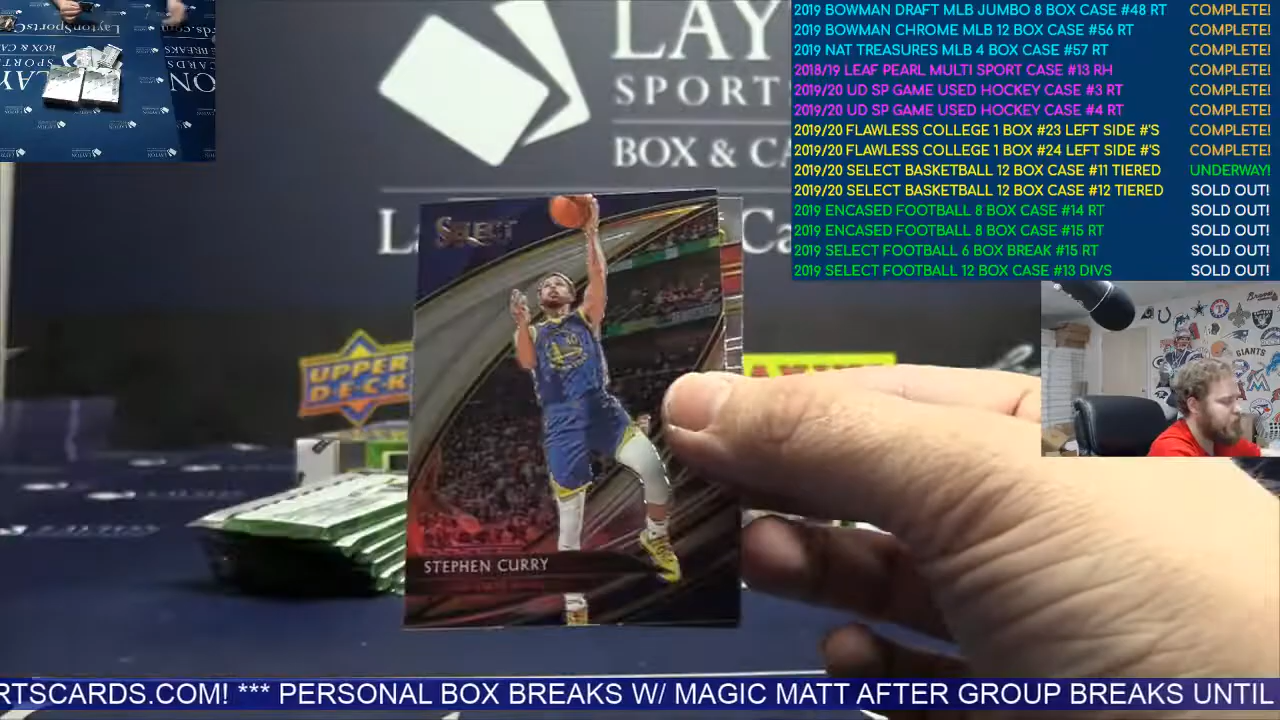 2019 BOWMAN DRAFT MLB JUMBO 8 BOX CASE #48 RT COMPLETE!
2019 BOWMAN CHROME MLB 12 BOX CASE #56 RT COMPLETE!
2019 NAT TREASURES MLB 4 BOX CASE #57 RT COMPLETE!
2018/19 LEAF PEARL MULTI SPORT CASE #13 RH COMPLETE!
2019/20 UD SP GAME USED HOCKEY CASE #3 RT COMPLETE!
2019/20 UD SP GAME USED HOCKEY CASE #4 RT COMPLETE!
2019/20 FLAWLESS COLLEGE 1 BOX #23 LEFT SIDE #'S COMPLETE!
2019/20 FLAWLESS COLLEGE 1 BOX #24 LEFT SIDE #'S COMPLETE!
2019/20 SELECT BASKETBALL 12 BOX CASE #11 TIERED UNDERWAY!
2019/20 SELECT BASKETBALL 12 BOX CASE #12 TIERED SOLD OUT!
2019 ENCASED FOOTBALL 8 BOX CASE #14 RT SOLD OUT!
2019 ENCASED FOOTBALL 8 BOX CASE #15 RT SOLD OUT!
2019 SELECT FOOTBALL 6 BOX BREAK #15 RT SOLD OUT!
2019 SELECT FOOTBALL 12 BOX CASE #13 DIVS SOLD OUT!
LAY
SPORTS
BOX & CA
La
Ca
SELECT
UPPER
DECK
GIANTS
STEPHEN CURRY
RTSCARDS.COM! *** PERSONAL BOX BREAKS W/ MAGIC MATT AFTER GROUP BREAKS UNTIL